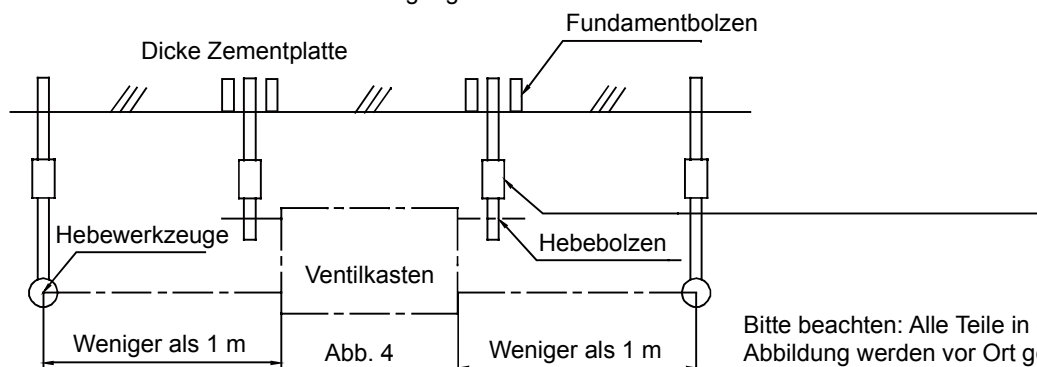 Fundamentbolzen
Dicke Zementplatte
Hebewerkzeuge
Hebebolzen
Ventilkasten
Weniger als 1 m
Abb. 4
Weniger als 1 m
Bitte beachten: Alle Teile in
Abbildung werden vor Ort